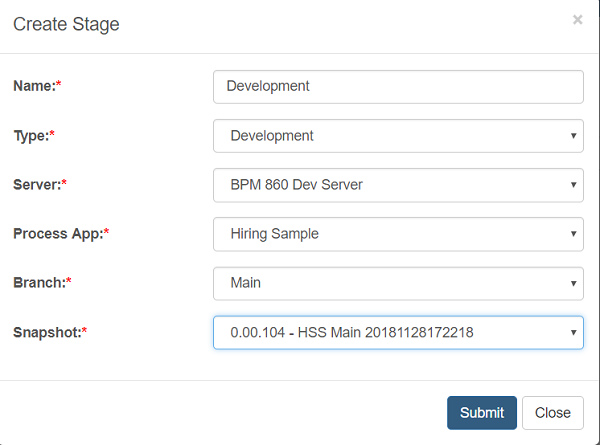 Create Stage ×
Name:* Development
Type:* Development
Server:* BPM 860 Dev Server
Process App:* Hiring Sample
Branch:* Main
Snapshot:* 0.00.104 - HSS Main 20181128172218
Submit Close